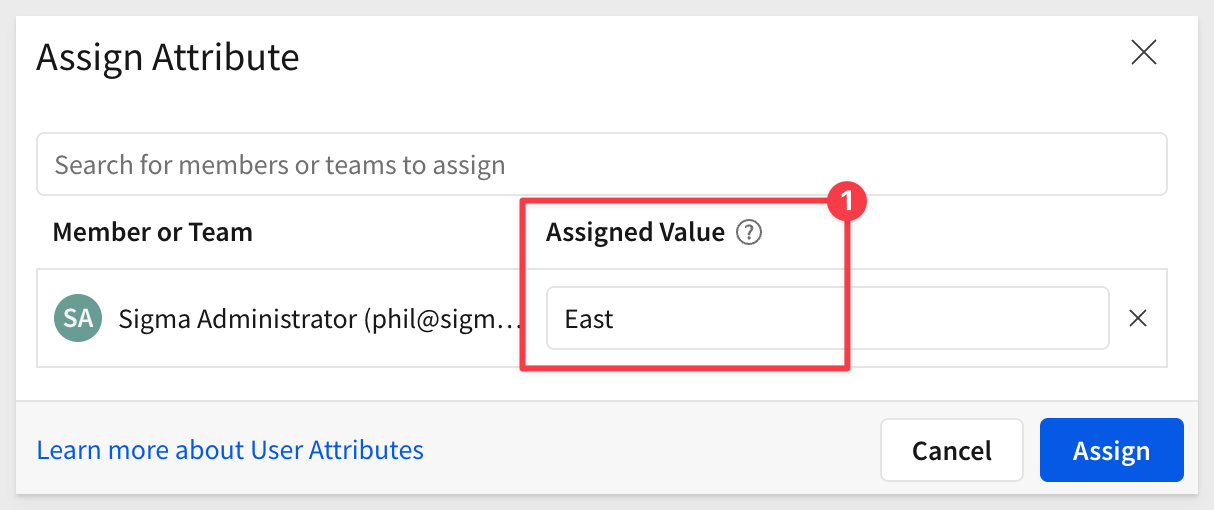 Assign Attribute
Search for members or teams to assign
1
Member or Team
Assigned Value ?
SA
Sigma Administrator (phil@sigm...
East
Learn more about User Attributes
Cancel
Assign